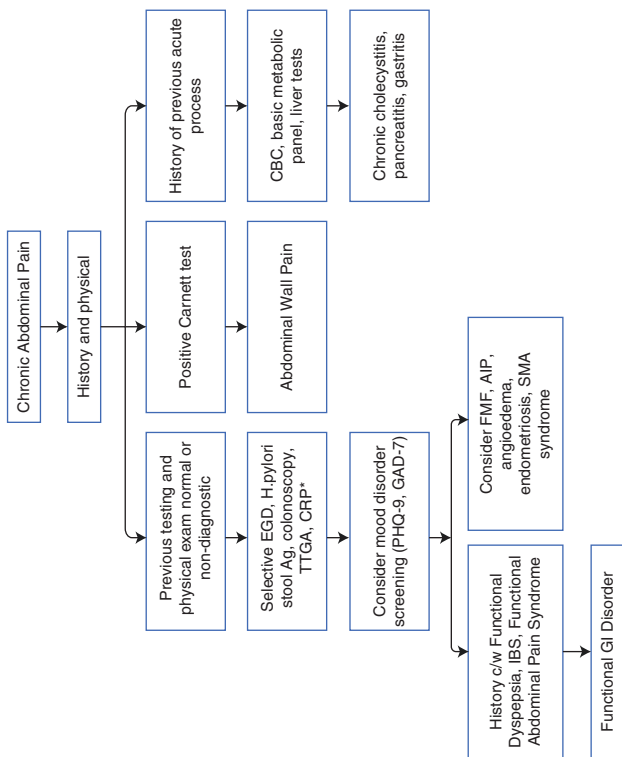 Chronic Abdominal Pain
History and physical
Previous testing and
physical exam normal or
non-diagnostic
Positive Carnett test
History of previous acute
process
Selective EGD, H.pylori
stool Ag, colonoscopy,
TTGA, CRP*
Abdominal Wall Pain
CBC, basic metabolic
panel, liver tests
Consider mood disorder
screening (PHQ-9, GAD-7)
Chronic cholecystitis,
pancreatitis, gastritis
History c/w Functional
Dyspepsia, IBS, Functional
Abdominal Pain Syndrome
Consider FMF, AIP,
angioedema,
endometriosis, SMA
syndrome
Functional GI Disorder